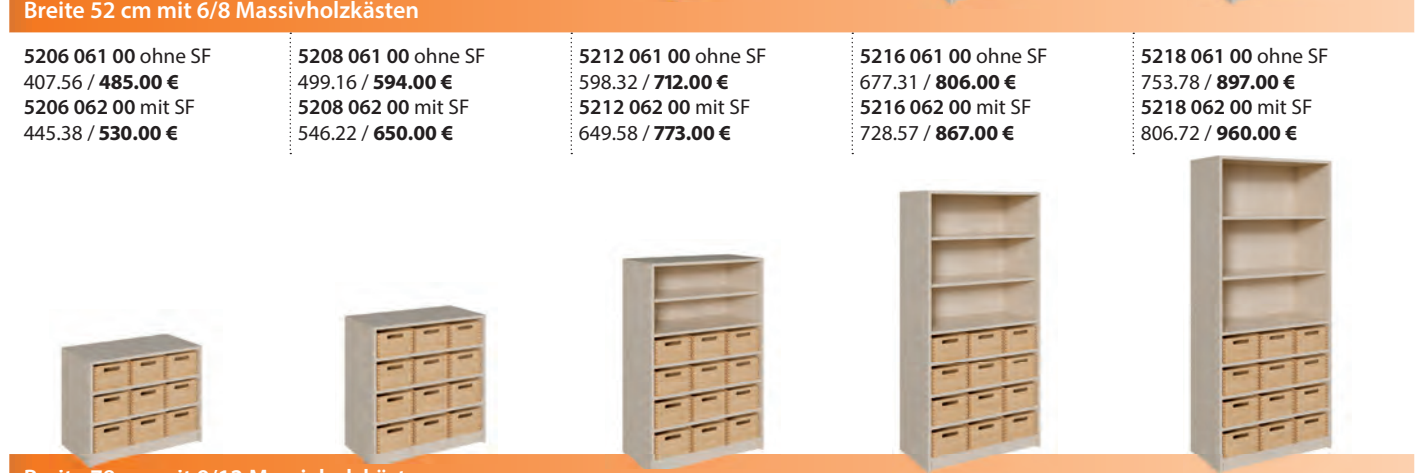 Breite 52 cm mit 6/8 Massivholzkästen
5206 061 00 ohne SF
407.56 / 485.00 €
5206 062 00 mit SF
445.38 / 530.00 €
5208 061 00 ohne SF
499.16 / 594.00 €
5208 062 00 mit SF
546.22 / 650.00 €
5212 061 00 ohne SF
598.32 / 712.00 €
5212 062 00 mit SF
649.58 / 773.00 €
5216 061 00 ohne SF
677.31 / 806.00 €
5216 062 00 mit SF
728.57 / 867.00 €
5218 061 00 ohne SF
753.78 / 897.00 €
5218 062 00 mit SF
806.72 / 960.00 €